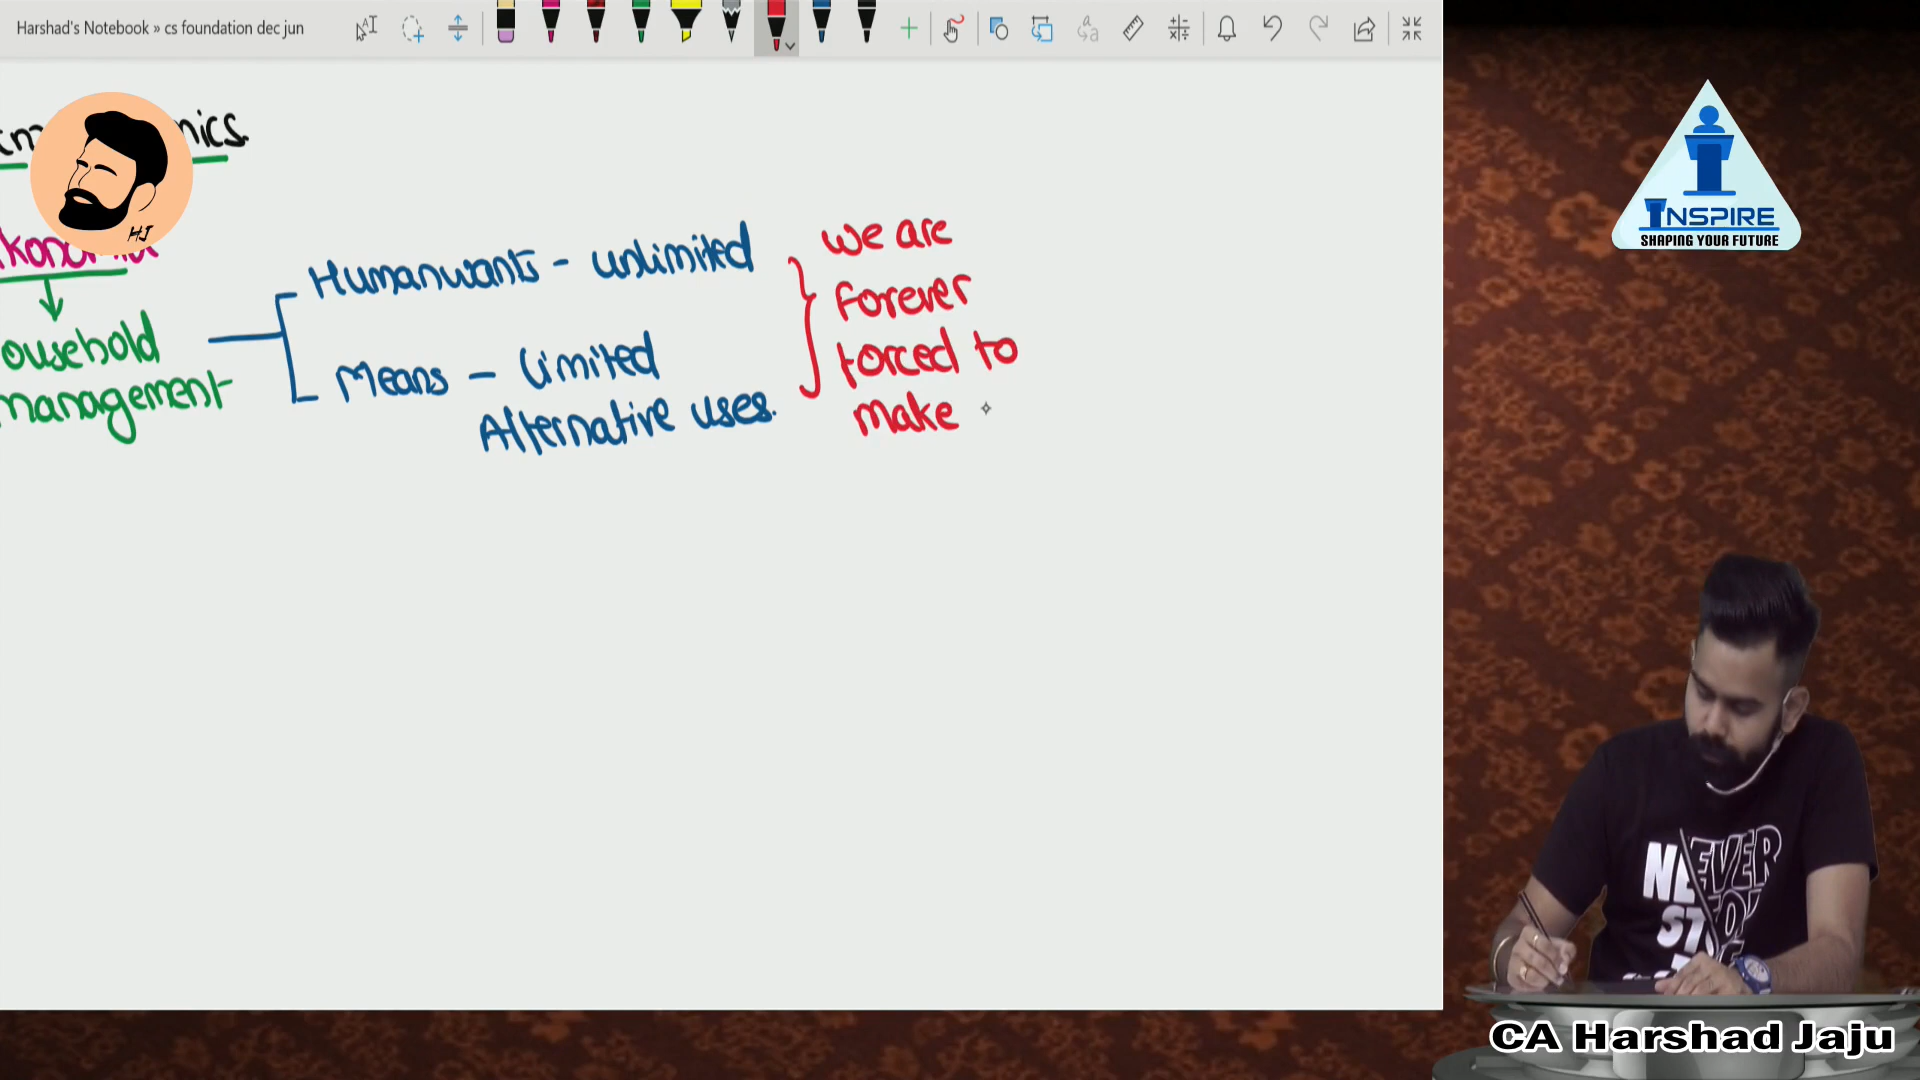 Harshad's Notebook » cs foundation dec jun
nics.
HJ
ousehold
management
Humanwants - unlimited
Means - Limited
Alternative uses.
we are
Forever
forced to
make
INSPIRE
SHAPING YOUR FUTURE
NEVER
CA Harshad Jaju